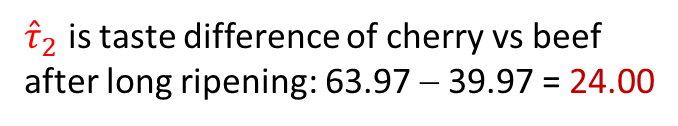 τ̂₂ is taste difference of cherry vs beef
after long ripening: 63.97 – 39.97 = 24.00